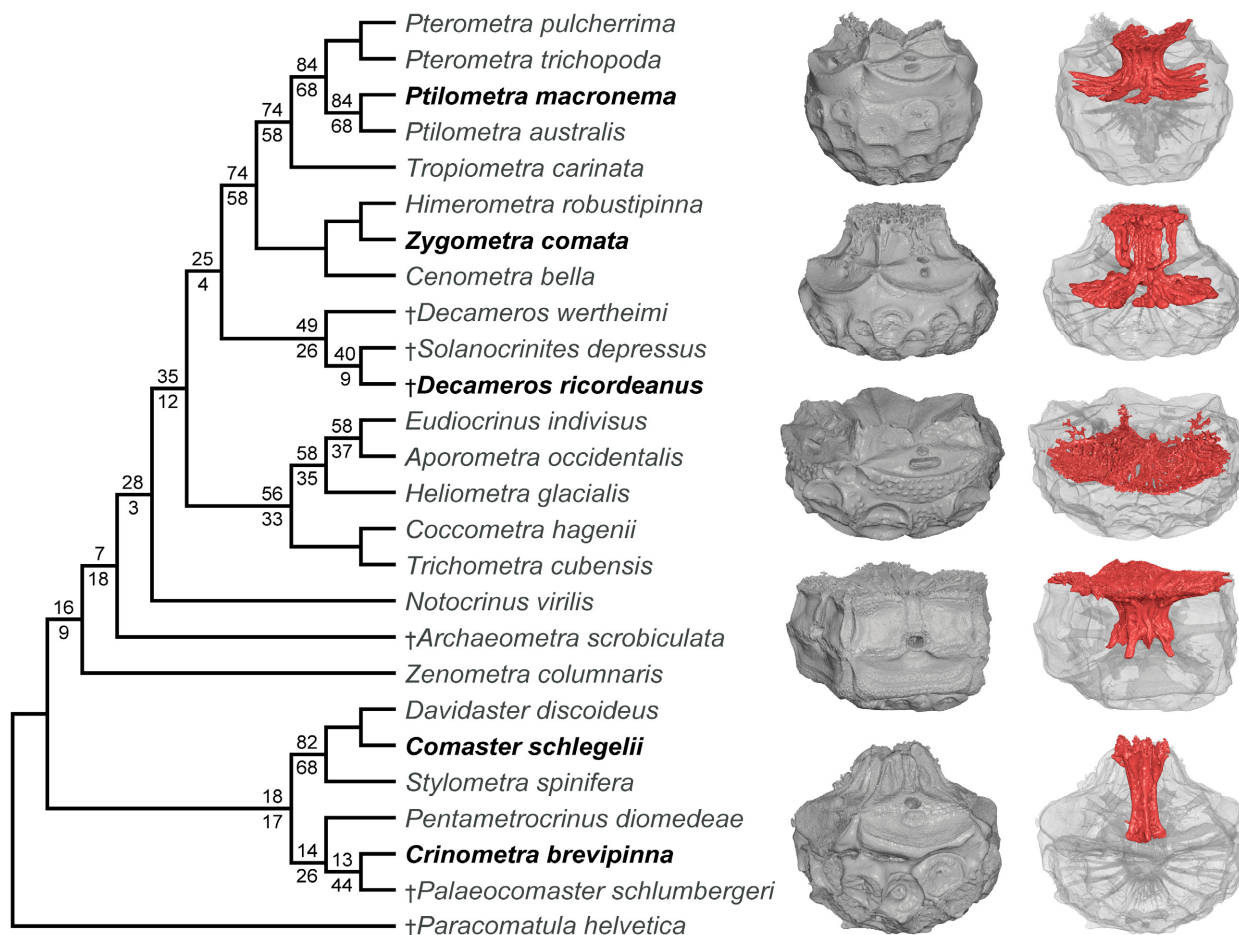 Pterometra pulcherrima
84
Pterometra trichopoda
68
84
Ptilometra macronema
74
68
Ptilometra australis
58
Tropiometra carinata
74
58
Himerometra robustipinna
Zygometra comata
25
4
Cenometra bella
49
†Decameros wertheimi
26
40
†Solanocrinites depressus
35
9
†Decameros ricordeanus
12
58
Eudiocrinus indivisus
58
37
Aporometra occidentalis
28
56
35
Heliometra glacialis
3
33
Coccometra hagenii
7
Trichometra cubensis
18
16
Notocrinus virilis
9
†Archaeometra scrobiculata
Zenometra columnaris
Davidaster discoideus
82
Comaster schlegelii
68
Stylometra spinifera
18
17
Pentametrocrinus diomedeae
14
13
Crinometra brevipinna
26
44
†Palaeocomaster schlumbergeri
†Paracomatula helvetica